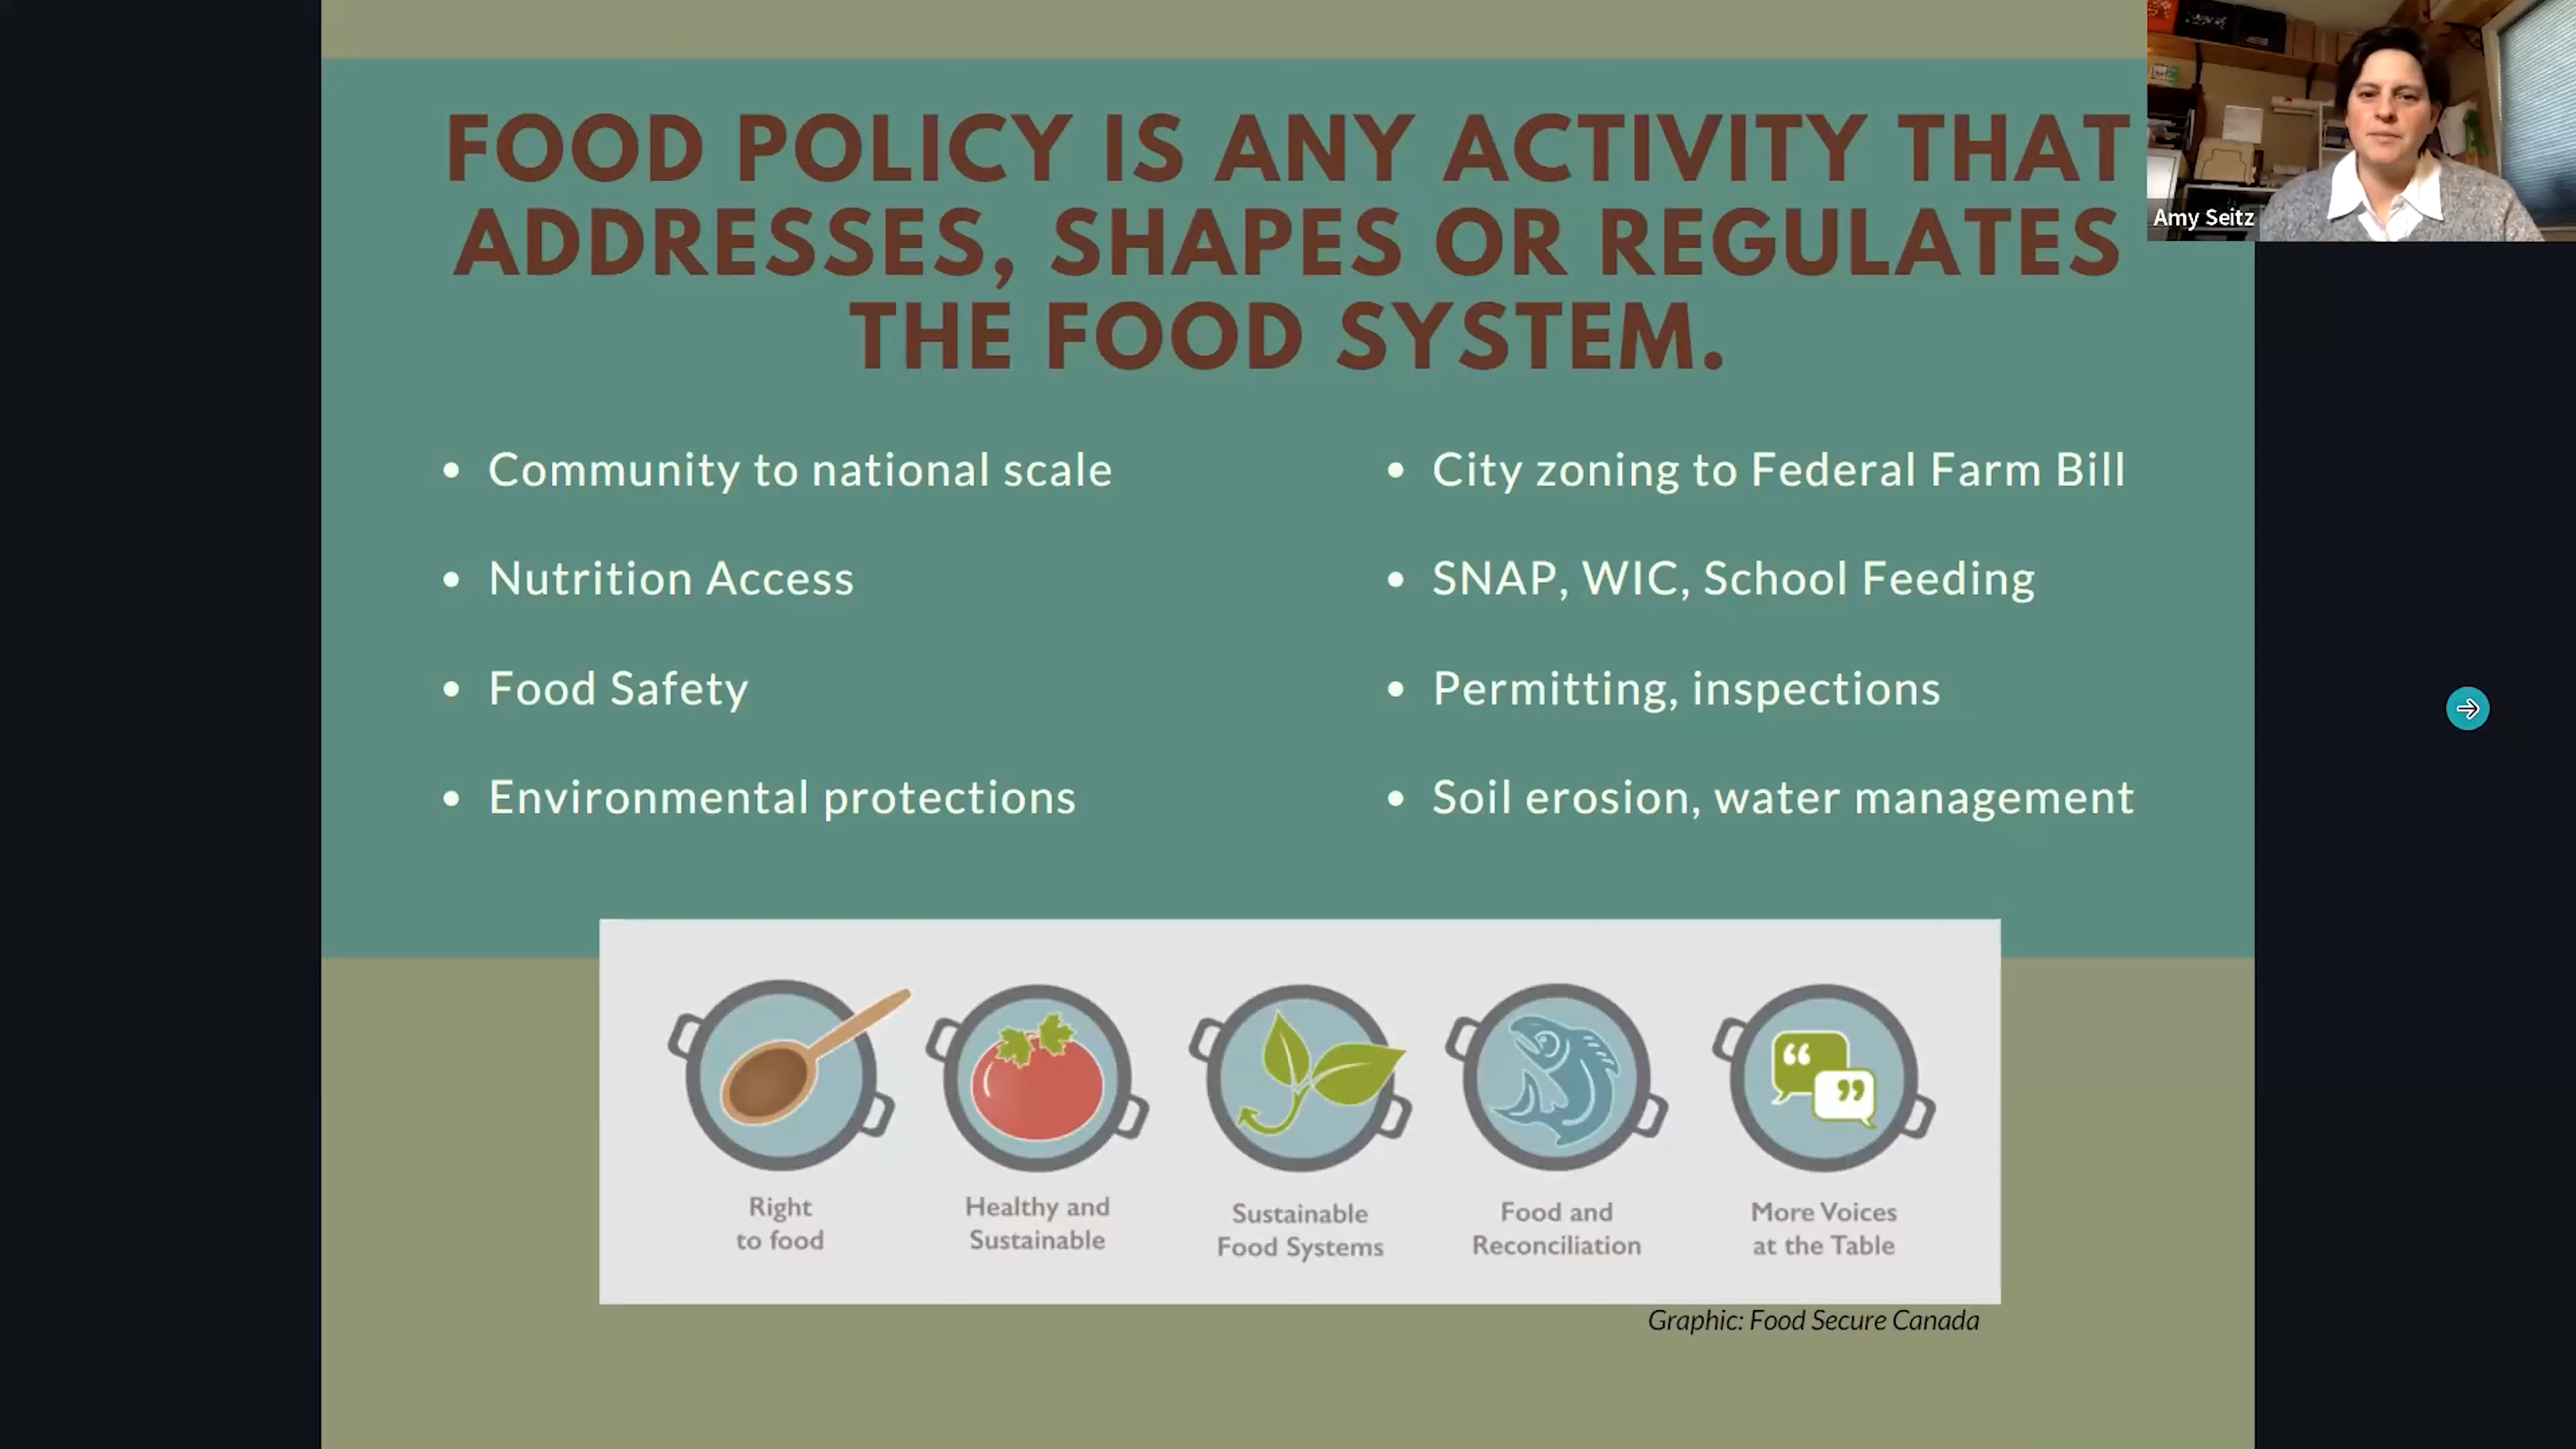 FOOD POLICY IS ANY ACTIVITY THAT
ADDRESSES, SHAPES OR REGULATES
THE FOOD SYSTEM.
Amy Seitz
• Community to national scale
• Nutrition Access
• Food Safety
• Environmental protections
• City zoning to Federal Farm Bill
• SNAP, WIC, School Feeding
• Permitting, inspections
• Soil erosion, water management
Right
to food
Healthy and
Sustainable
Sustainable
Food Systems
Food and
Reconciliation
More Voices
at the Table
Graphic: Food Secure Canada